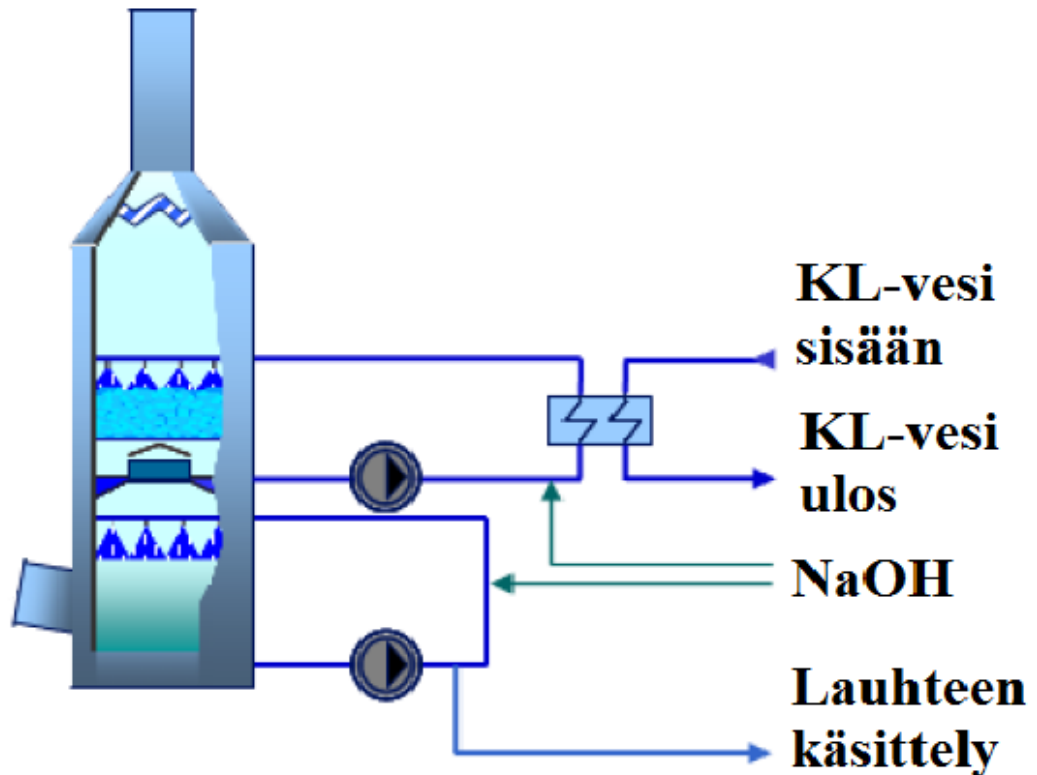 KL-vesi
sisään
KL-vesi
ulos
NaOH
Lauhteen
käsittely